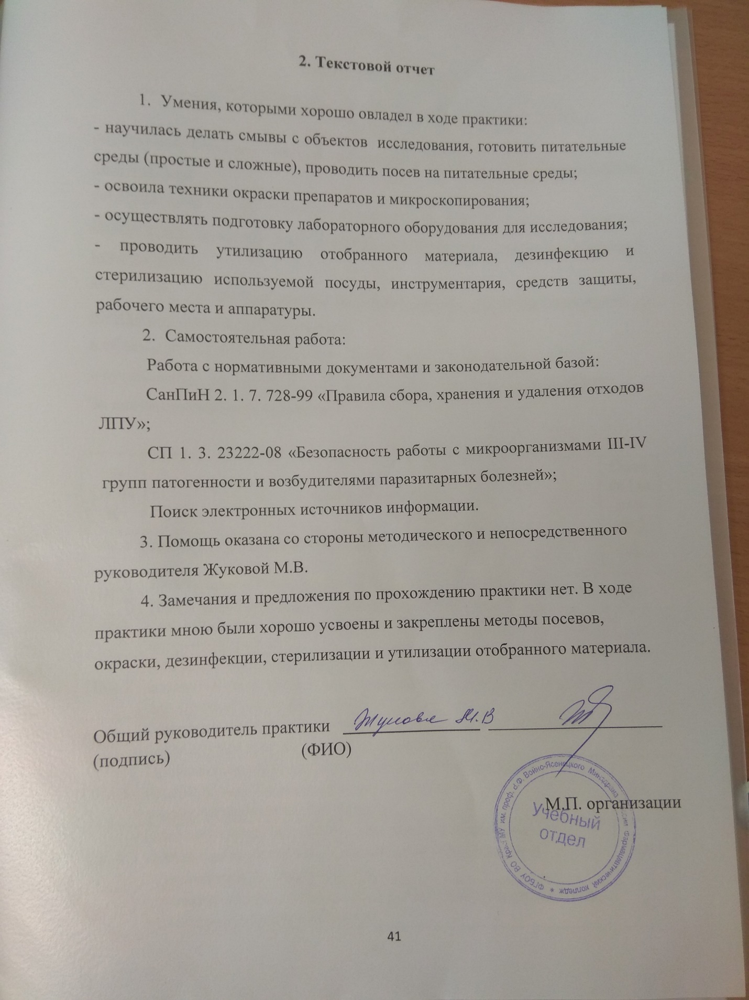 2. Текстовой отчет
1. Умения, которыми хорошо овладел в ходе практики:
- научилась делать смывы с объектов исследования, готовить питательные
среды (простые и сложные), проводить посев на питательные среды;
- освоила техники окраски препаратов и микроскопирования;
- осуществлять подготовку лабораторного оборудования для исследования;
- проводить утилизацию отобранного материала, дезинфекцию и
стерилизацию используемой посуды, инструментария, средств защиты,
рабочего места и аппаратуры.
2. Самостоятельная работа:
Работа с нормативными документами и законодательной базой:
СанПиН 2. 1. 7. 728-99 «Правила сбора, хранения и удаления отходов
ЛПУ»;
СП 1. 3. 23222-08 «Безопасность работы с микроорганизмами III-IV
групп патогенности и возбудителями паразитарных болезней»;
Поиск электронных источников информации.
3. Помощь оказана со стороны методического и непосредственного
руководителя Жуковой М.В.
4. Замечания и предложения по прохождению практики нет. В ходе
практики мною были хорошо усвоены и закреплены методы посевов,
окраски, дезинфекции, стерилизации и утилизации отобранного материала.
Общий руководитель практики Жукова М.В
(подпись) (ФИО)
М.П. организации
Учебный
отдел
ФГБОУ ВО КрасГМУ им. проф. В.Ф. Войно-Ясенецкого Минздрава России Фармацевтический колледж *
41